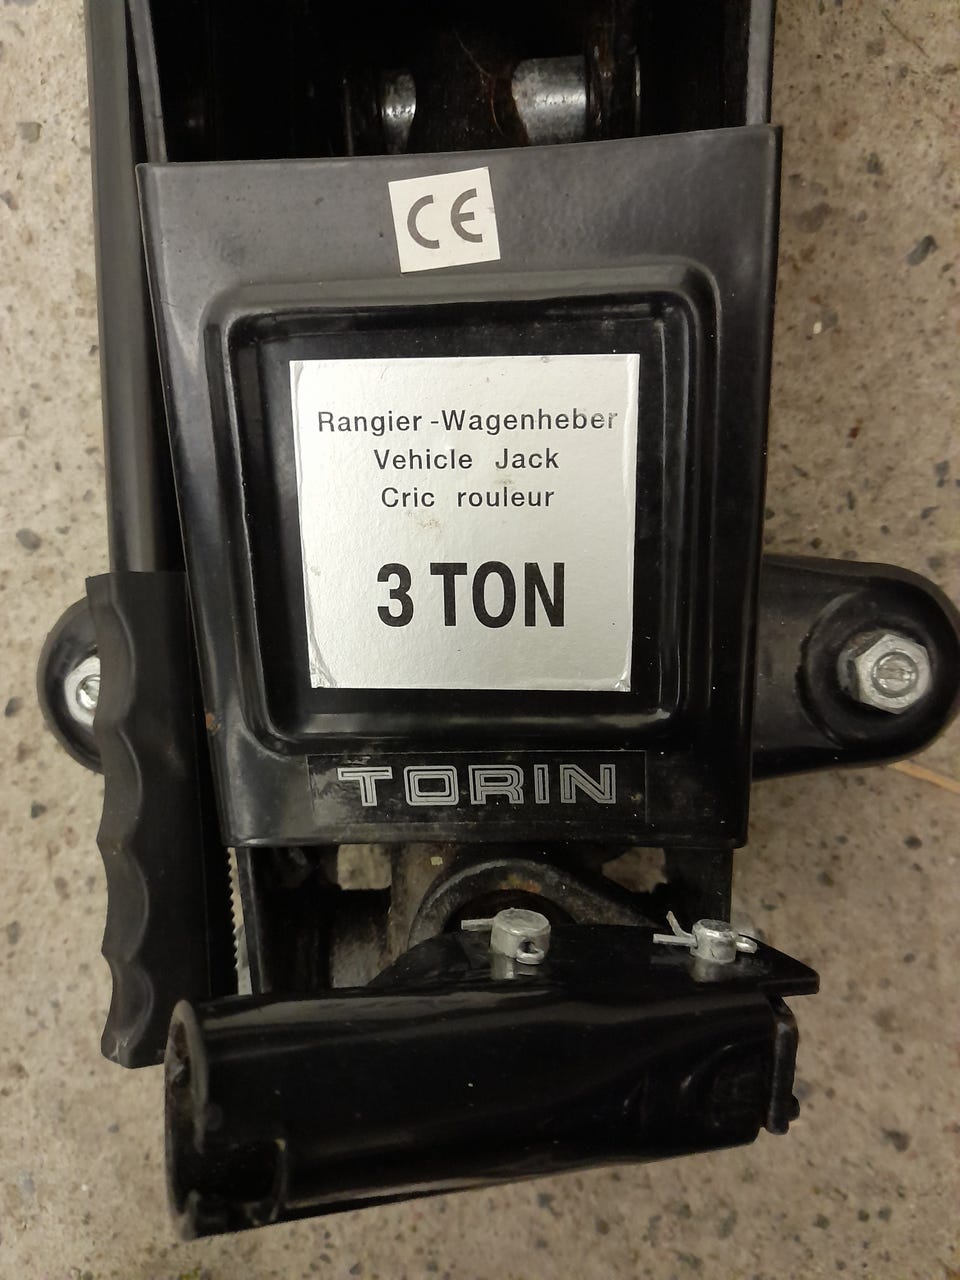 CE
Rangier-Wagenheber
Vehicle Jack
Cric rouleur
3 TON
TORIN